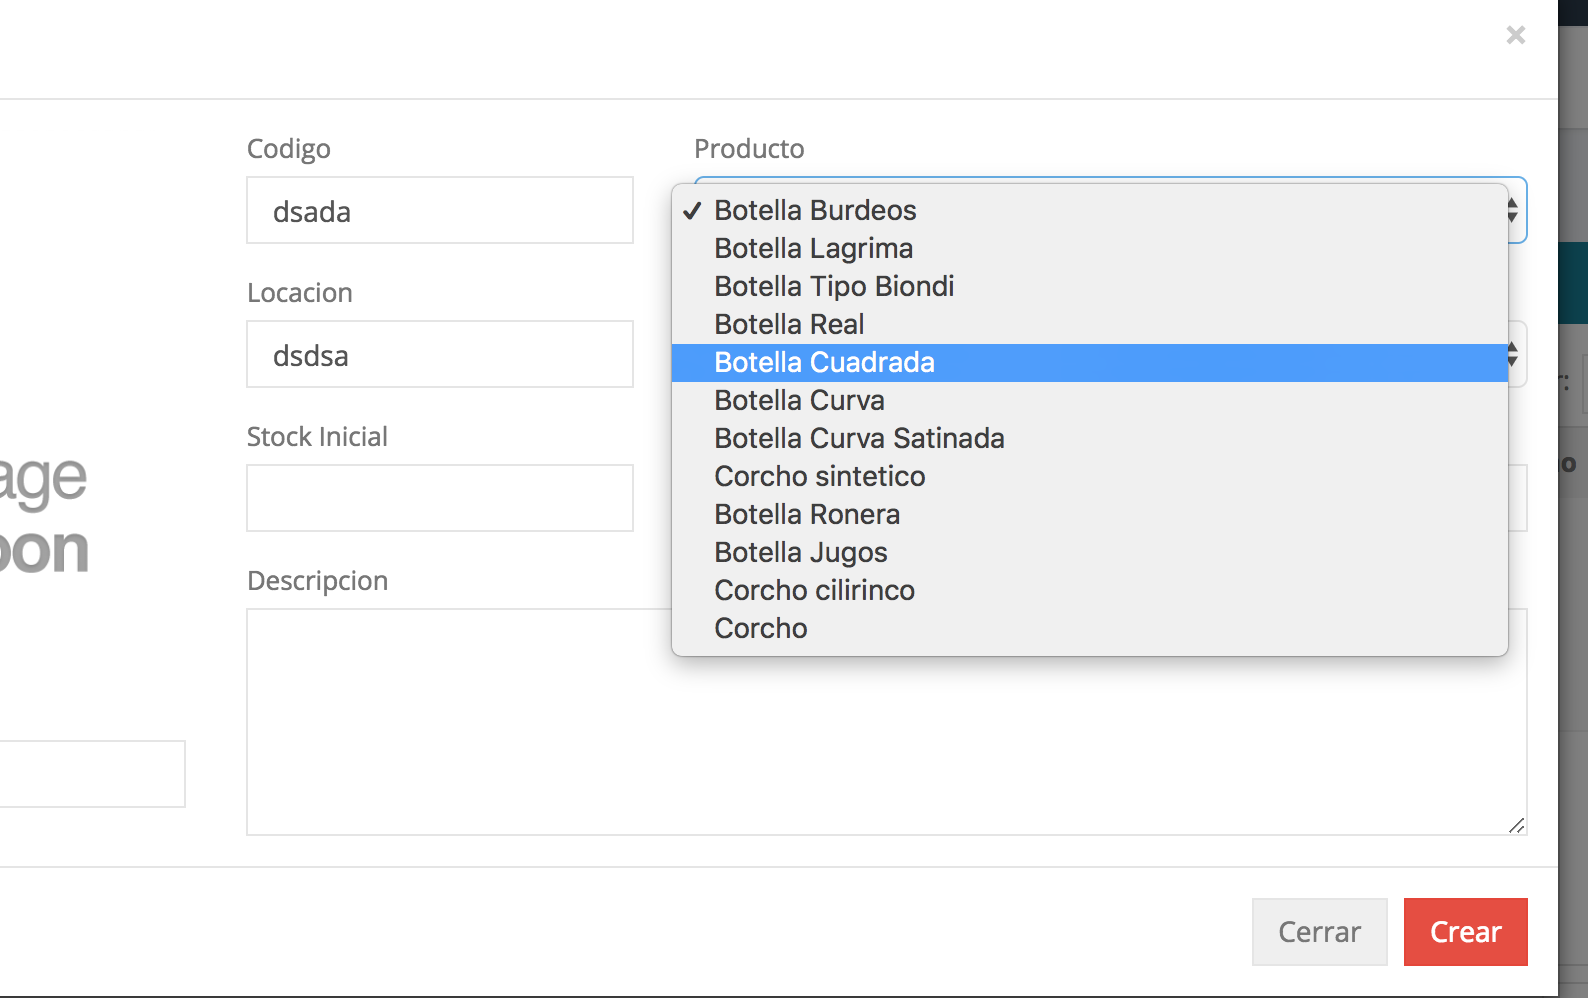 ×
Codigo
Producto
dsada
✓ Botella Burdeos
Botella Lagrima
Botella Tipo Biondi
Botella Real
Botella Cuadrada
Botella Curva
Botella Curva Satinada
Corcho sintetico
Botella Ronera
Botella Jugos
Corcho cilirinco
Corcho
Locacion
dsdsa
Stock Inicial
Descripcion
age
oon
r:
o
Cerrar
Crear